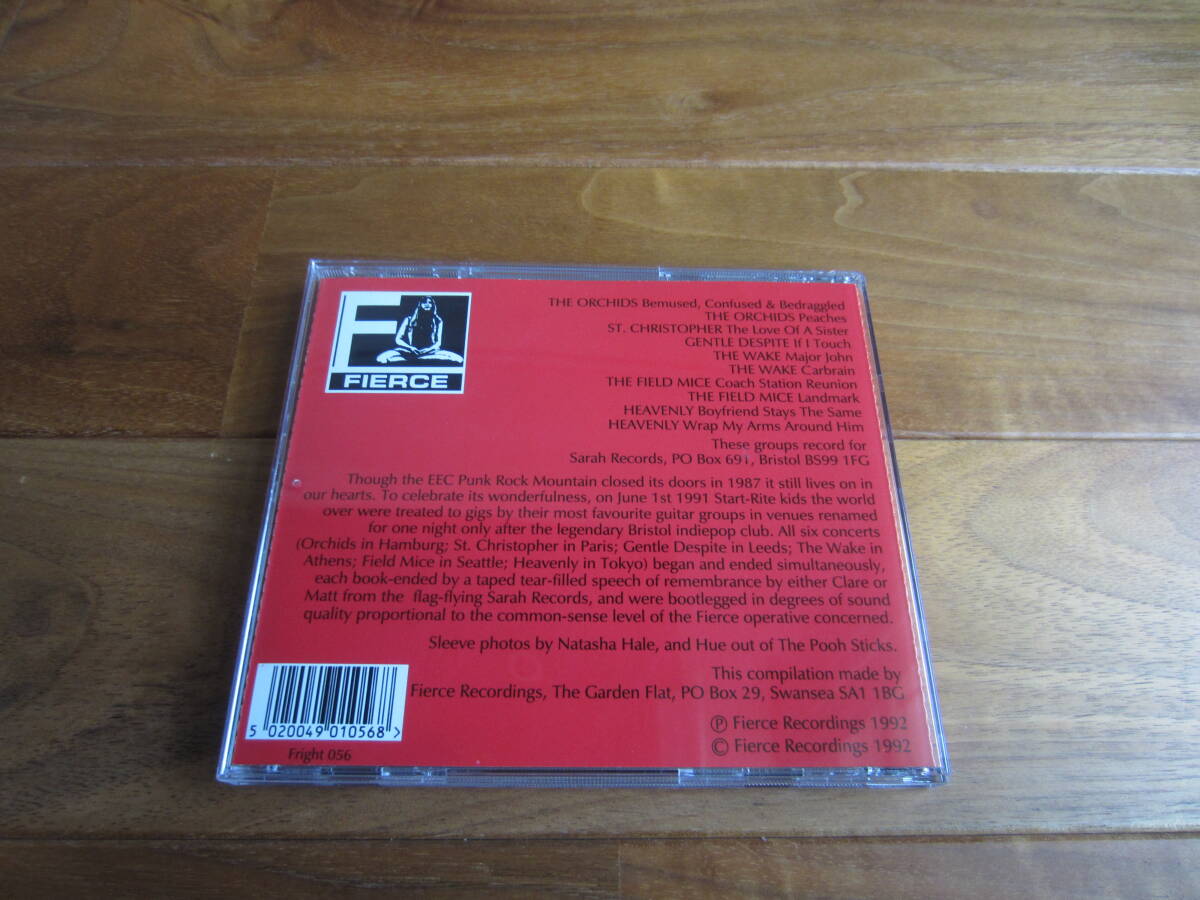 FIERCE
THE ORCHIDS Bemused, Confused & Bedraggled
THE ORCHIDS Peaches
ST. CHRISTOPHER The Love Of A Sister
GENTLE DESPITE If I Touch
THE WAKE Major John
THE WAKE Carbrain
THE FIELD MICE Coach Station Reunion
THE FIELD MICE Landmark
HEAVENLY Boyfriend Stays The Same
HEAVENLY Wrap My Arms Around Him
These groups record for
Sarah Records, PO Box 691, Bristol BS99 1FG
Though the EEC Punk Rock Mountain closed its doors in 1987 it still lives on in
our hearts. To celebrate its wonderfulness, on June 1st 1991 Start-Rite kids the world
over were treated to gigs by their most favourite guitar groups in venues renamed
for one night only after the legendary Bristol indiepop club. All six concerts
(Orchids in Hamburg; St. Christopher in Paris; Gentle Despite in Leeds; The Wake in
Athens; Field Mice in Seattle; Heavenly in Tokyo) began and ended simultaneously,
each book-ended by a taped tear-filled speech of remembrance by either Clare or
Matt from the flag-flying Sarah Records, and were bootlegged in degrees of sound
quality proportional to the common-sense level of the Fierce operative concerned.
Sleeve photos by Natasha Hale, and Hue out of The Pooh Sticks.
This compilation made by
Fierce Recordings, The Garden Flat, PO Box 29, Swansea SA1 1BG
℗ Fierce Recordings 1992
© Fierce Recordings 1992
5 020049 010568 >
Fright 056